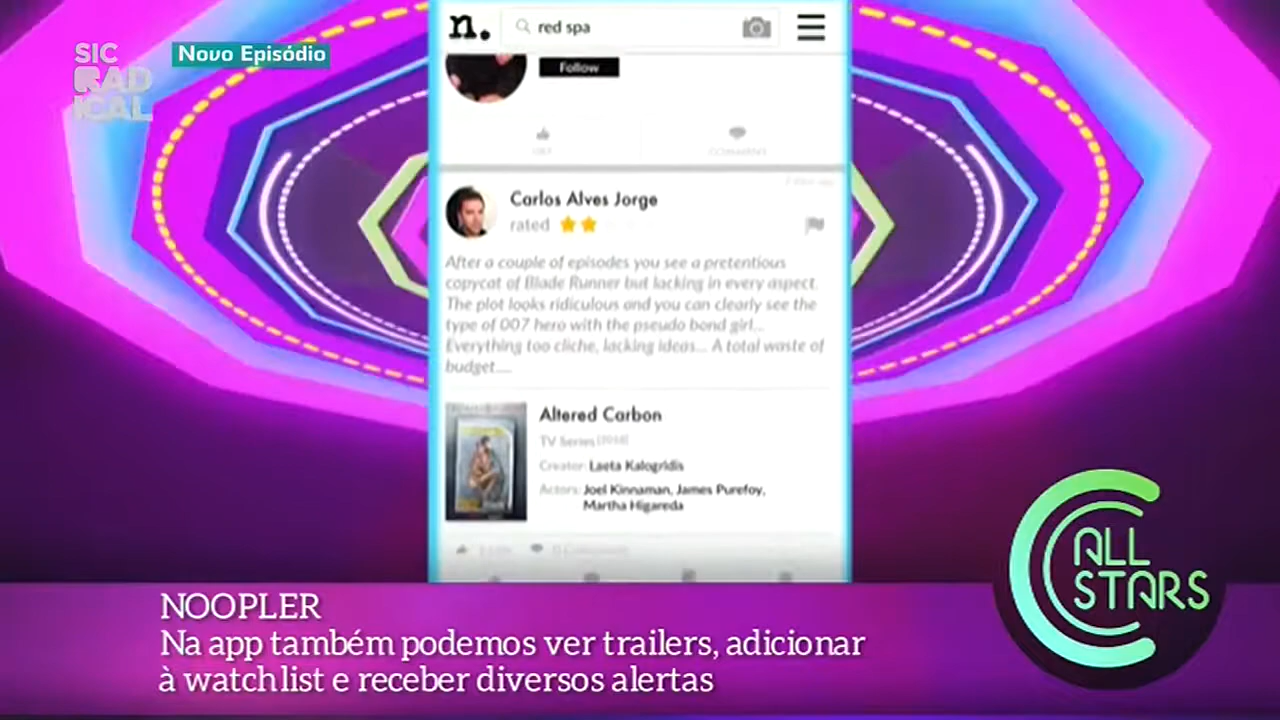 SIC
RADICAL
Novo Episódio
n.
red spa
Follow
LIKE
COMMENT
Carlos Alves Jorge
rated
After a couple of episodes you see a pretentious
copycat of Blade Runner but lacking in every aspect.
The plot looks ridiculous and you can clearly see the
type of 007 hero with the pseudo bond girl...
Everything too cliche, lacking ideas... A total waste of
budget....
Altered Carbon
TV Series (2018)
Creator: Laeta Kalogridis
Actors: Joel Kinnaman, James Purefoy,
Martha Higareda
ALL
STARS
NOOPLER
Na app também podemos ver trailers, adicionar
à watchlist e receber diversos alertas